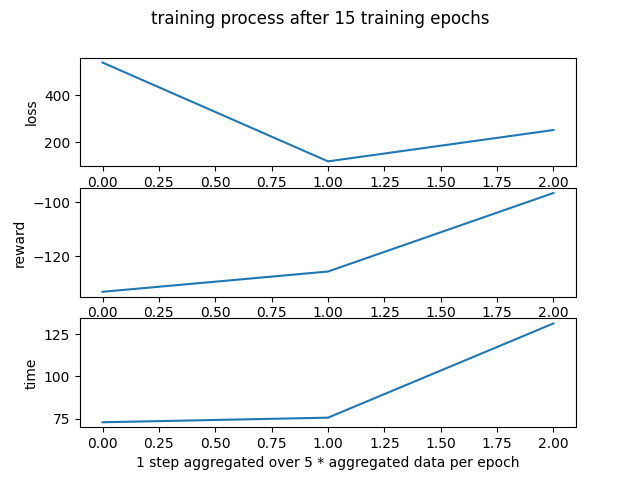 training process after 15 training epochs
400
200
loss
0.00 0.25 0.50 0.75 1.00 1.25 1.50 1.75 2.00
−100
−120
reward
0.00 0.25 0.50 0.75 1.00 1.25 1.50 1.75 2.00
125
100
75
time
0.00 0.25 0.50 0.75 1.00 1.25 1.50 1.75 2.00
1 step aggregated over 5 * aggregated data per epoch